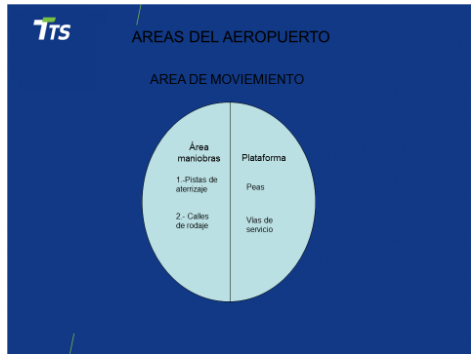 TTS
AREAS DEL AEROPUERTO
AREA DE MOVIEMIENTO
Área
maniobras
1.-Pistas de
aterrizaje
2.- Calles
de rodaje
Plataforma
Peas
Vías de
servicio